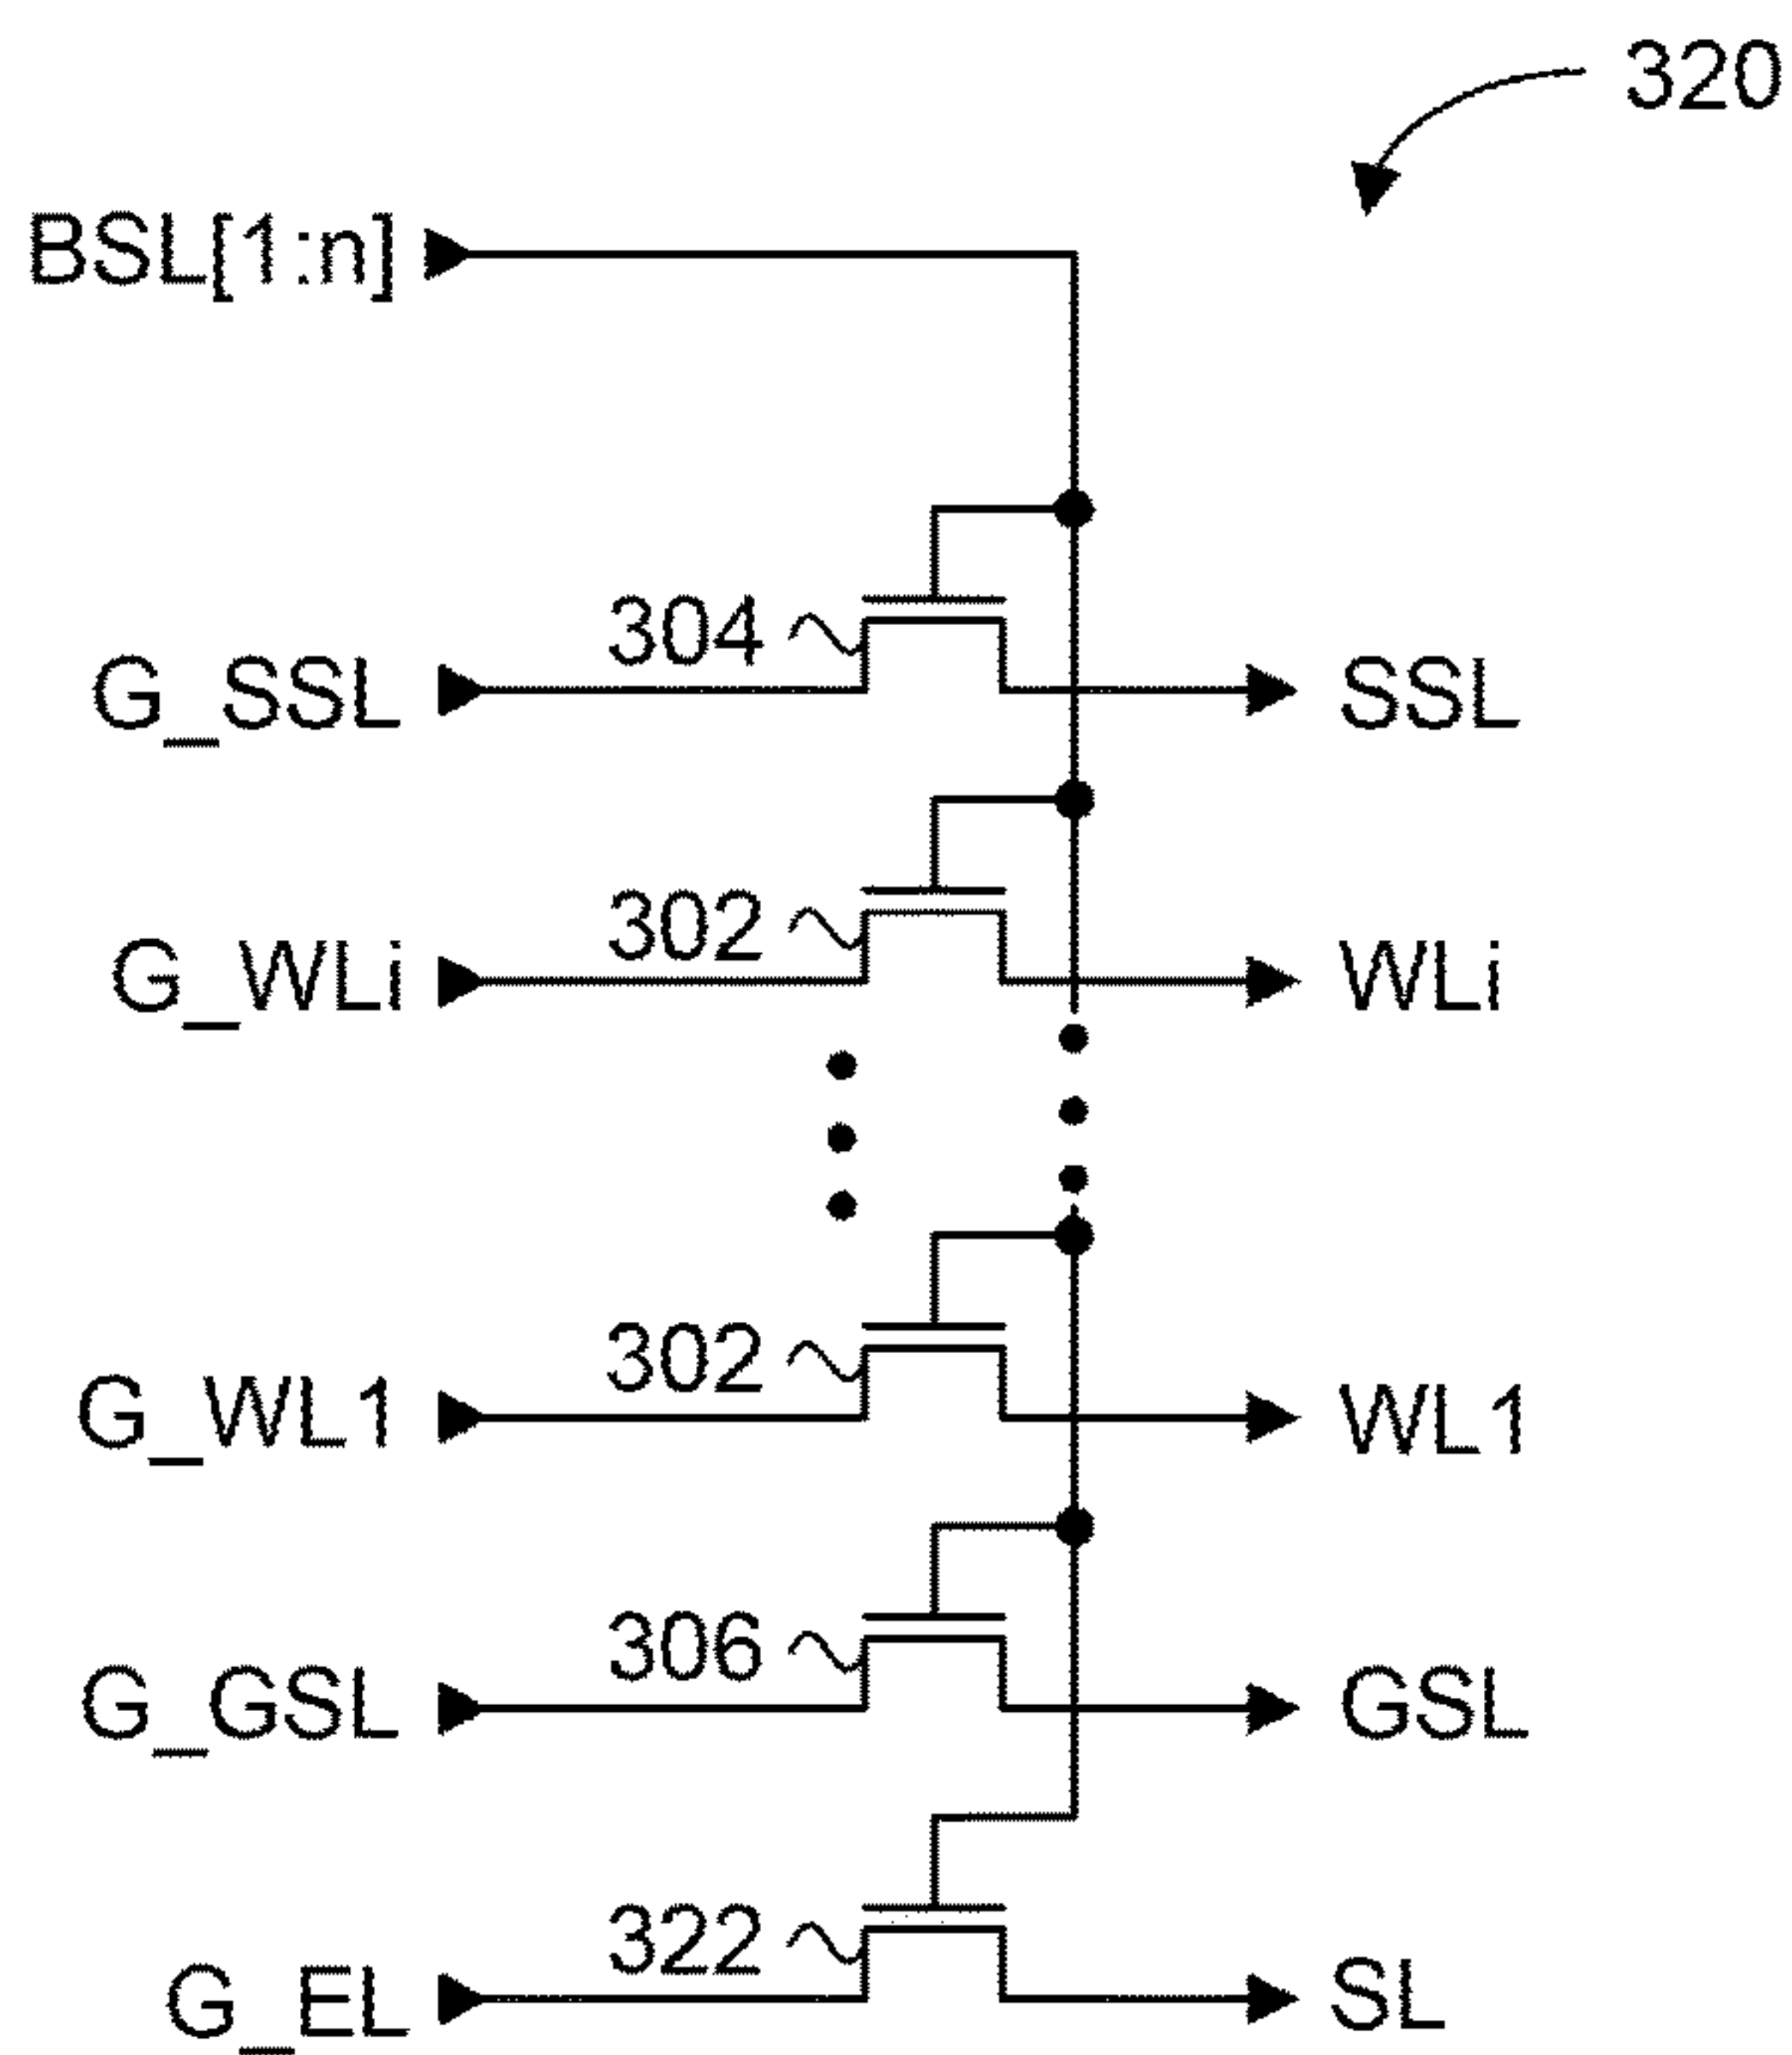 320
BSL[1:n]
304
G_SSL SSL
302
G_WLi WLi
302
G_WL1 WL1
306
G_GSL GSL
322
G_EL SL